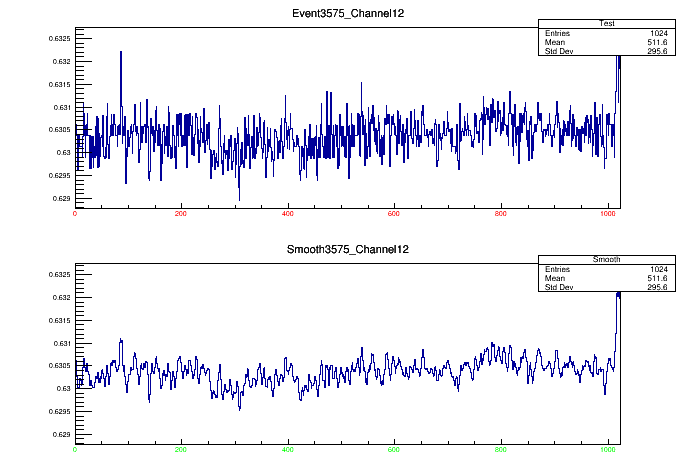 Event3575_Channel12
Test
Entries 1024
Mean 511.6
Std Dev 295.6
0.6325
0.632
0.6315
0.631
0.6305
0.63
0.6295
0.629
0 200 400 600 800 1000
Smooth3575_Channel12
Smooth
Entries 1024
Mean 511.6
Std Dev 295.6
0.6325
0.632
0.6315
0.631
0.6305
0.63
0.6295
0.629
0 200 400 600 800 1000